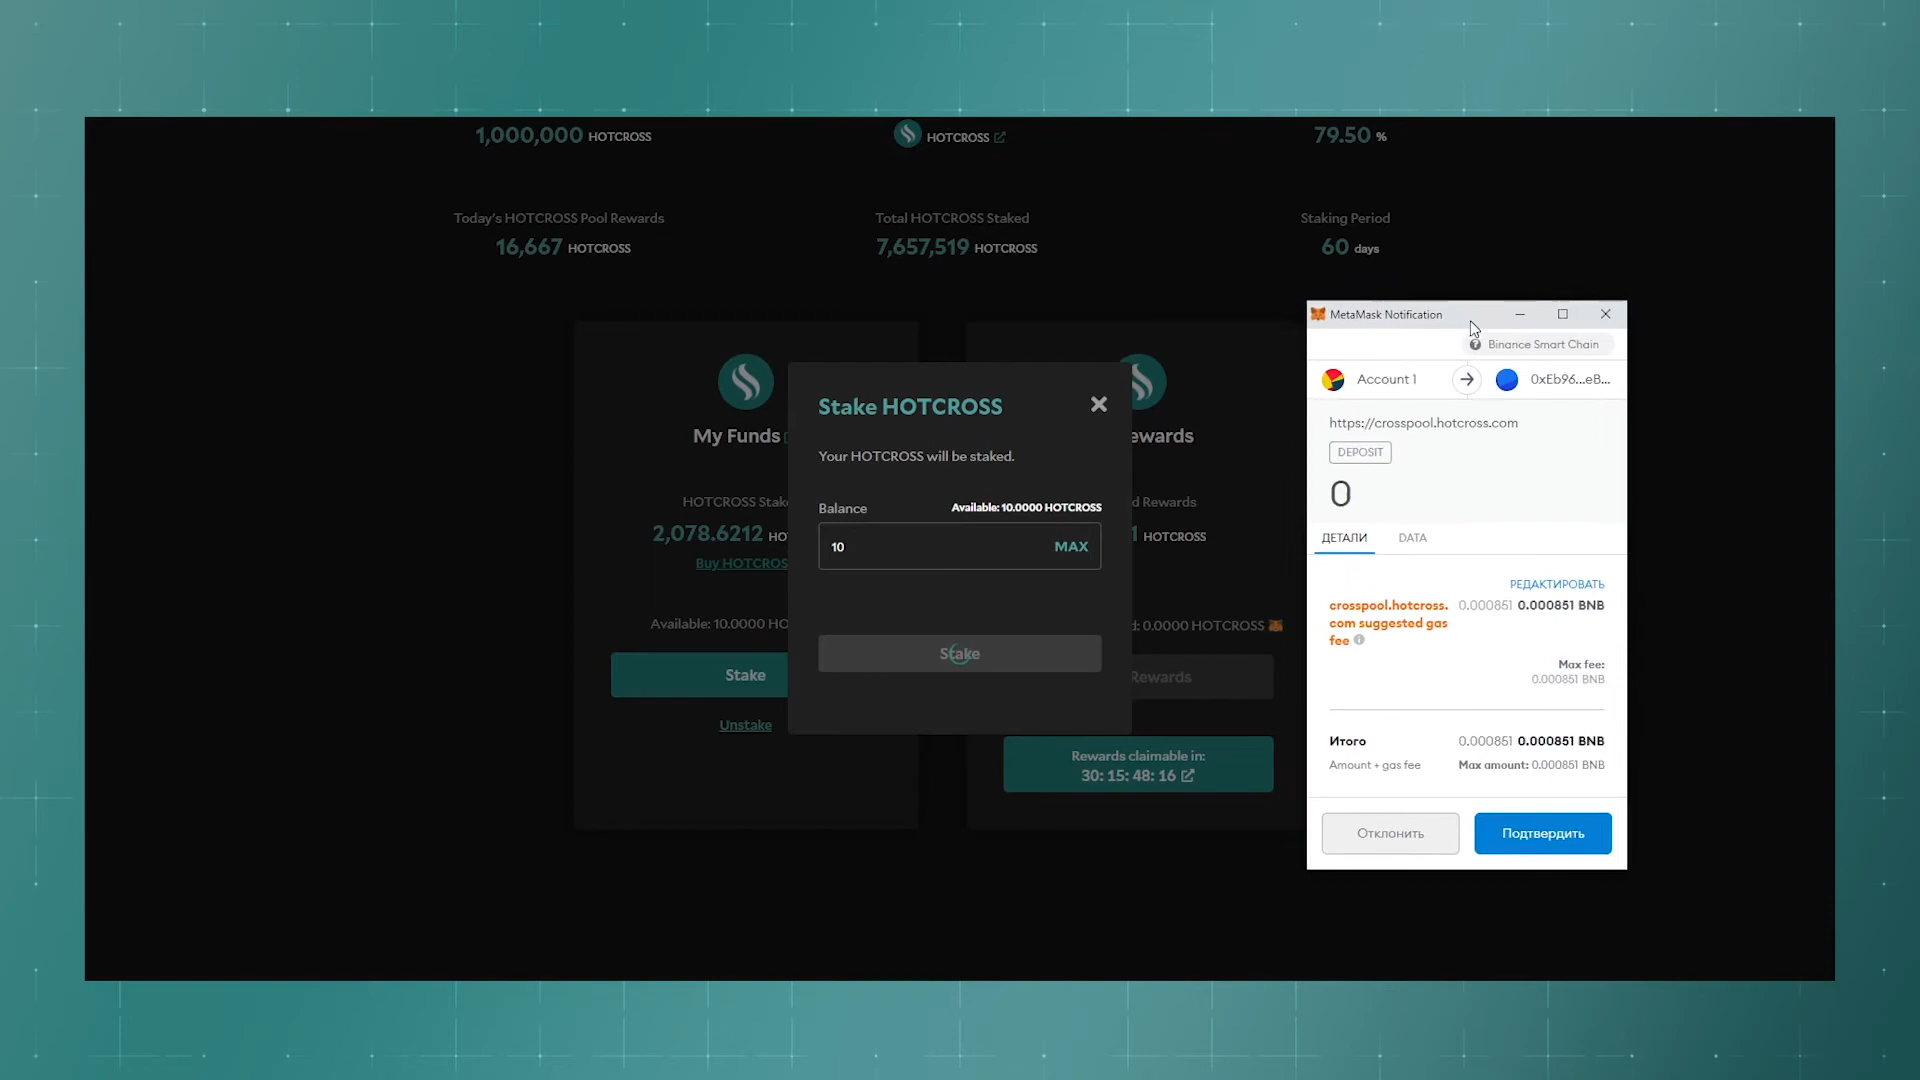 1,000,000 HOTCROSS
HOTCROSS
79.50 %
Today's HOTCROSS Pool Rewards
16,667 HOTCROSS
Total HOTCROSS Staked
7,657,519 HOTCROSS
Staking Period
60 days
My Funds
HOTCROSS
2,078.6212
Buy
Available: 10.0000
Stake
Unstake
Stake HOTCROSS
Your HOTCROSS will be staked.
Balance
Available: 10.0000 HOTCROSS
10
MAX
Stake
Rewards
HOTCROSS
0.0000 HOTCROSS
Rewards
Rewards claimable in:
30: 15: 48: 16
MetaMask Notification
Binance Smart Chain
Account 1
0xEb96...eB...
https://crosspool.hotcross.com
DEPOSIT
0
ДЕТАЛИ
DATA
РЕДАКТИРОВАТЬ
crosspool.hotcross.
com suggested gas
fee
0.000851 0.000851 BNB
Max fee:
0.000851 BNB
Итого
0.000851 0.000851 BNB
Amount + gas fee
Max amount: 0.000851 BNB
Отклонить
Подтвердить